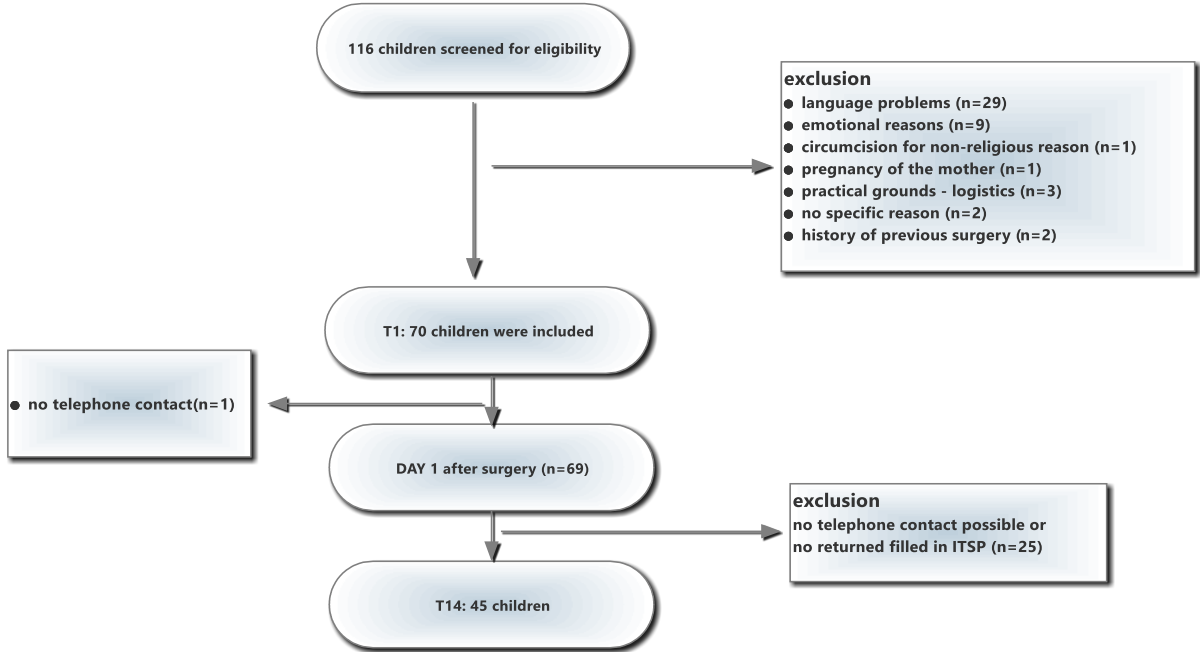 116 children screened for eligibility
exclusion
● language problems (n=29)
● emotional reasons (n=9)
● circumcision for non-religious reason (n=1)
● pregnancy of the mother (n=1)
● practical grounds - logistics (n=3)
● no specific reason (n=2)
● history of previous surgery (n=2)
T1: 70 children were included
● no telephone contact(n=1)
DAY 1 after surgery (n=69)
exclusion
no telephone contact possible or
no returned filled in ITSP (n=25)
T14: 45 children